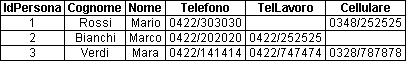 IdPersona Cognome Nome Telefono TelLavoro Cellulare
1 Rossi Mario 0422/303030 0348/252525
2 Bianchi Marco 0422/202020 0422/252525
3 Verdi Mara 0422/141414 0422/747474 0328/787878